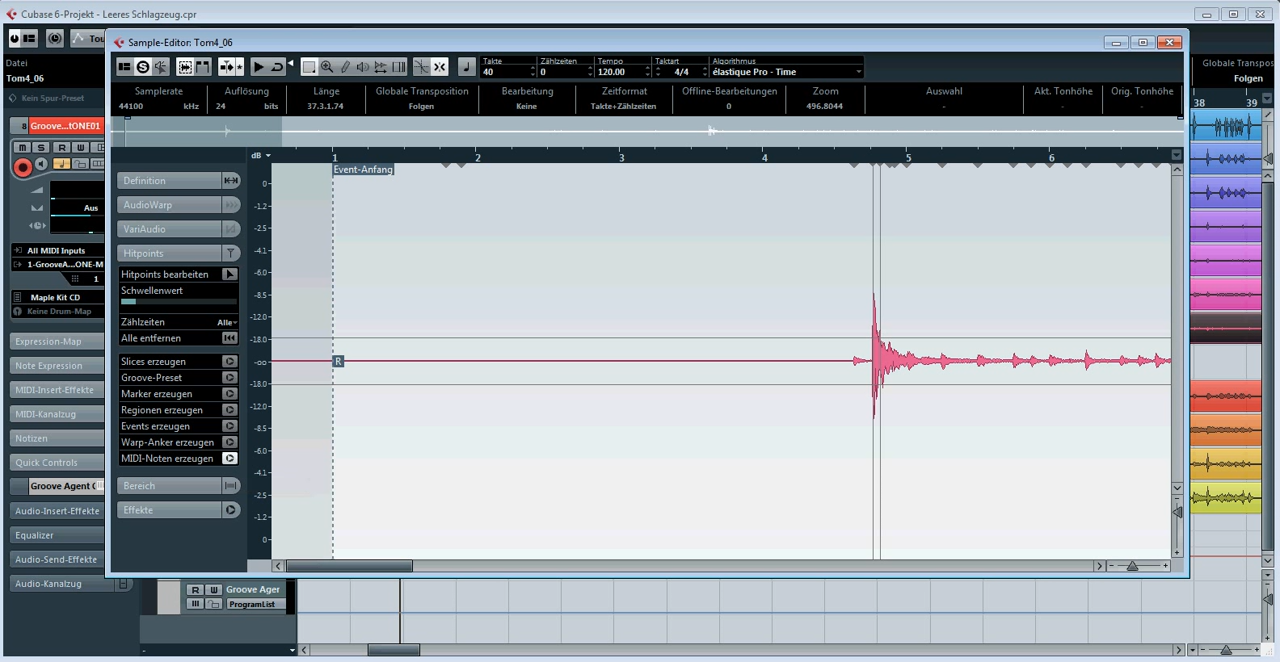 Cubase 6-Projekt - Leeres Schlagzeug.cpr
Sample-Editor: Tom4_06
Tou
Takte
40
Zählzeiten
0
Tempo
120.00
Taktart
4/4
Algorithmus
élastique Pro - Time
Samplerate
44100 kHz
Auflösung
24 bits
Länge
37.3.1.74
Globale Transposition
Folgen
Bearbeitung
Keine
Zeitformat
Takte+Zählzeiten
Offline-Bearbeitungen
0
Zoom
496.8044
Auswahl
-
Akt. Tonhöhe
-
Orig. Tonhöhe
-
Globale Transpos
Folgen
38 39
Datei
Tom4_06
Kein Spur-Preset
8 Groove...tONE01
M S R W
Aus
All MIDI Inputs
1-GrooveA...ONE-M
1
Maple Kit CD
Keine Drum-Map
Expression-Map
Note Expression
MIDI-Insert-Effekte
MIDI-Kanalzug
Notizen
Quick Controls
Groove Agent O
Audio-Insert-Effekte
Equalizer
Audio-Send-Effekte
Audio-Kanalzug
Definition
AudioWarp
VariAudio
Hitpoints
Hitpoints bearbeiten
Schwellenwert
Zählzeiten Alle
Alle entfernen
Slices erzeugen
Groove-Preset
Marker erzeugen
Regionen erzeugen
Events erzeugen
Warp-Anker erzeugen
MIDI-Noten erzeugen
Bereich
Effekte
dB 1 2 3 4 5 6
Event-Anfang
0
-1.2
-2.5
-4.1
-6.0
-8.5
-12.0
-18.0
-oo
-18.0
-12.0
-8.5
-6.0
-4.1
-2.5
-1.2
0
R
R W Groove Ager
ProgramList